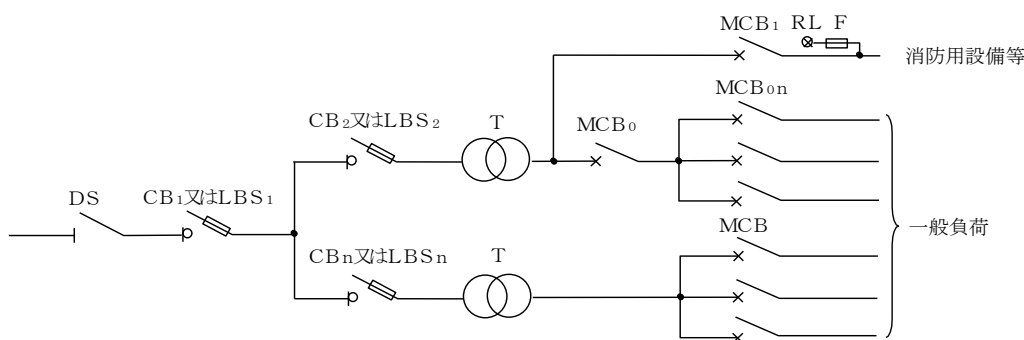 MCB₁ RL F
消防用設備等
MCB₀n
CB₂又はLBS₂ T MCB₀
DS CB₁又はLBS₁
MCB
一般負荷
CBn又はLBSn T